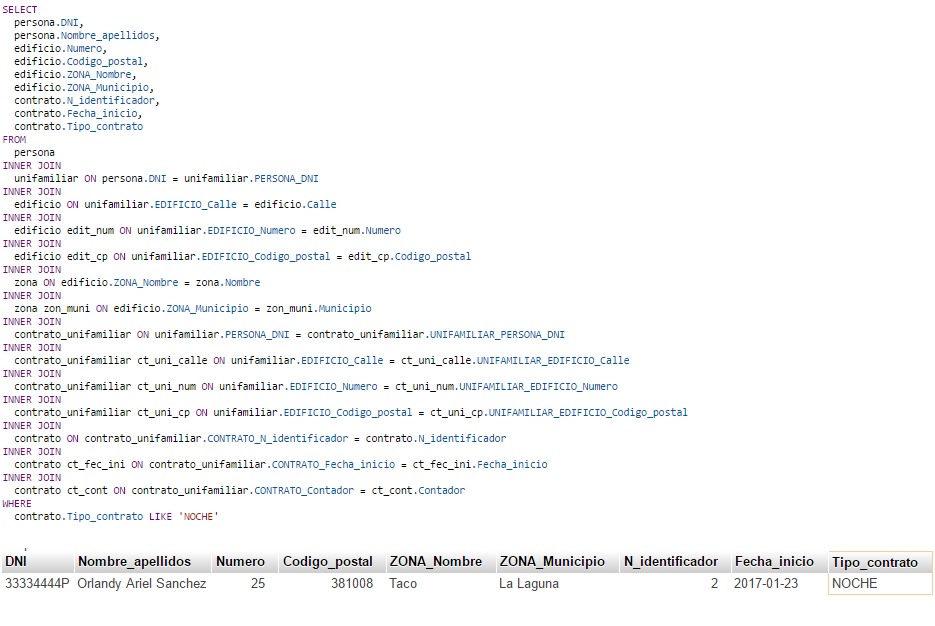 SELECT
persona.DNI,
persona.Nombre_apellidos,
edificio.Numero,
edificio.Codigo_postal,
edificio.ZONA_Nombre,
edificio.ZONA_Municipio,
contrato.N_identificador,
contrato.Fecha_inicio,
contrato.Tipo_contrato
FROM
persona
INNER JOIN
unifamiliar ON persona.DNI = unifamiliar.PERSONA_DNI
INNER JOIN
edificio ON unifamiliar.EDIFICIO_Calle = edificio.Calle
INNER JOIN
edificio edit_num ON unifamiliar.EDIFICIO_Numero = edit_num.Numero
INNER JOIN
edificio edit_cp ON unifamiliar.EDIFICIO_Codigo_postal = edit_cp.Codigo_postal
INNER JOIN
zona ON edificio.ZONA_Nombre = zona.Nombre
INNER JOIN
zona zon_muni ON edificio.ZONA_Municipio = zon_muni.Municipio
INNER JOIN
contrato_unifamiliar ON unifamiliar.PERSONA_DNI = contrato_unifamiliar.UNIFAMILIAR_PERSONA_DNI
INNER JOIN
contrato_unifamiliar ct_uni_calle ON unifamiliar.EDIFICIO_Calle = ct_uni_calle.UNIFAMILIAR_EDIFICIO_Calle
INNER JOIN
contrato_unifamiliar ct_uni_num ON unifamiliar.EDIFICIO_Numero = ct_uni_num.UNIFAMILIAR_EDIFICIO_Numero
INNER JOIN
contrato_unifamiliar ct_uni_cp ON unifamiliar.EDIFICIO_Codigo_postal = ct_uni_cp.UNIFAMILIAR_EDIFICIO_Codigo_postal
INNER JOIN
contrato ON contrato_unifamiliar.CONTRATO_N_identificador = contrato.N_identificador
INNER JOIN
contrato ct_fec_ini ON contrato_unifamiliar.CONTRATO_Fecha_inicio = ct_fec_ini.Fecha_inicio
INNER JOIN
contrato ct_cont ON contrato_unifamiliar.CONTRATO_Contador = ct_cont.Contador
WHERE
contrato.Tipo_contrato LIKE 'NOCHE'
DNI Nombre_apellidos Numero Codigo_postal ZONA_Nombre ZONA_Municipio N_identificador Fecha_inicio Tipo_contrato
33334444P Orlandy Ariel Sanchez 25 381008 Taco La Laguna 2 2017-01-23 NOCHE